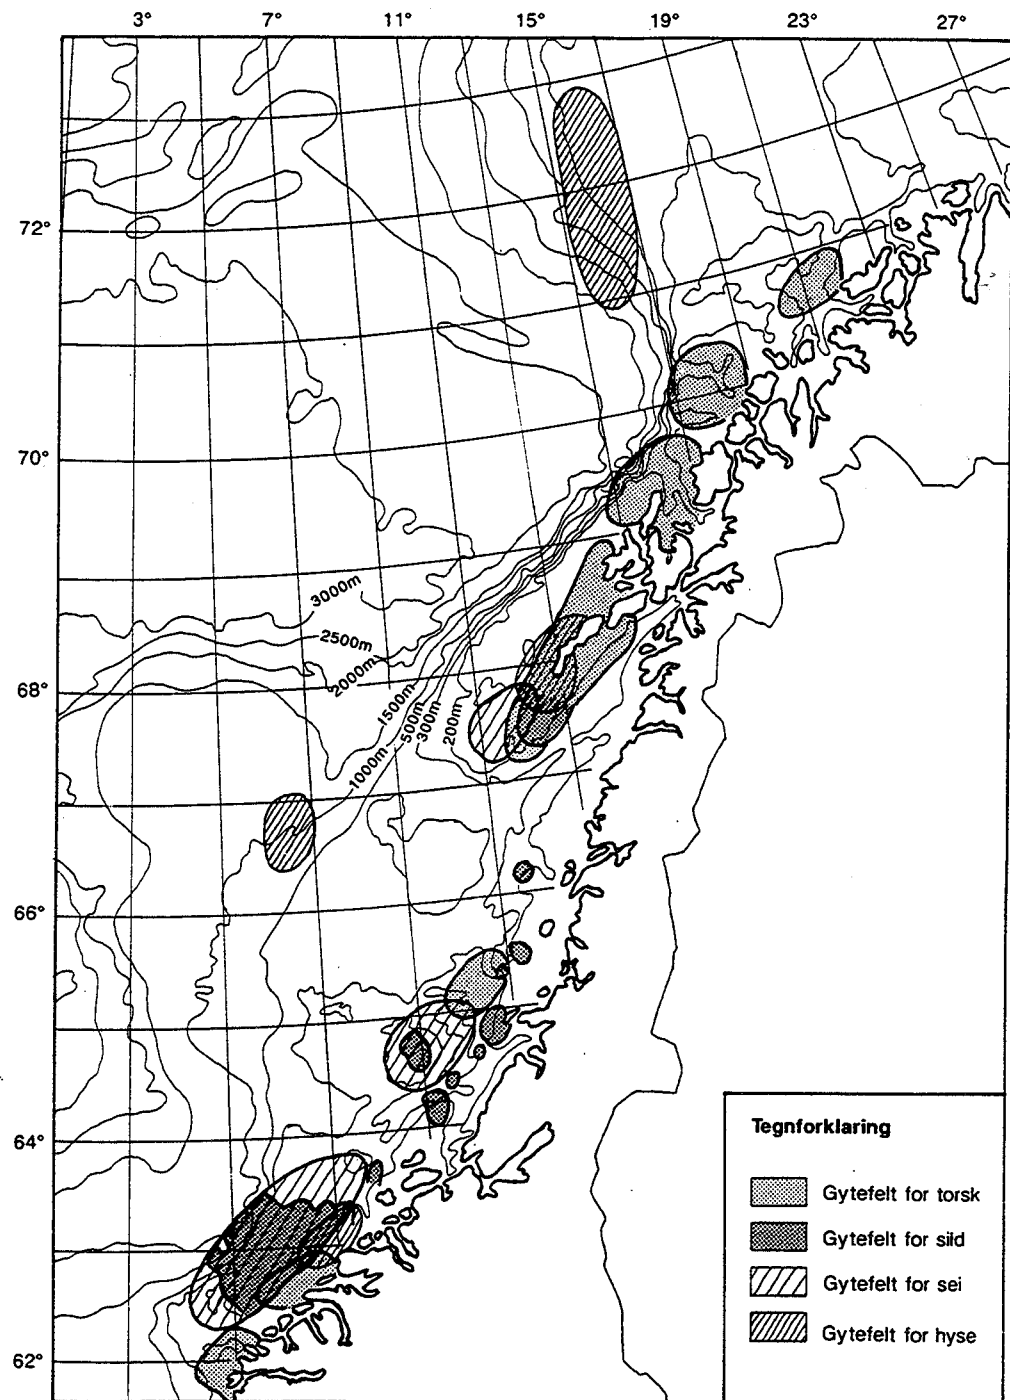 3° 7° 11° 15° 19° 23° 27°
72°
70°
3000m
2500m
2000m
68°
1500m
500m
300m
200m
1000m
66°
64°
62°
Tegnforklaring
Gytefelt for torsk
Gytefelt for sild
Gytefelt for sei
Gytefelt for hyse